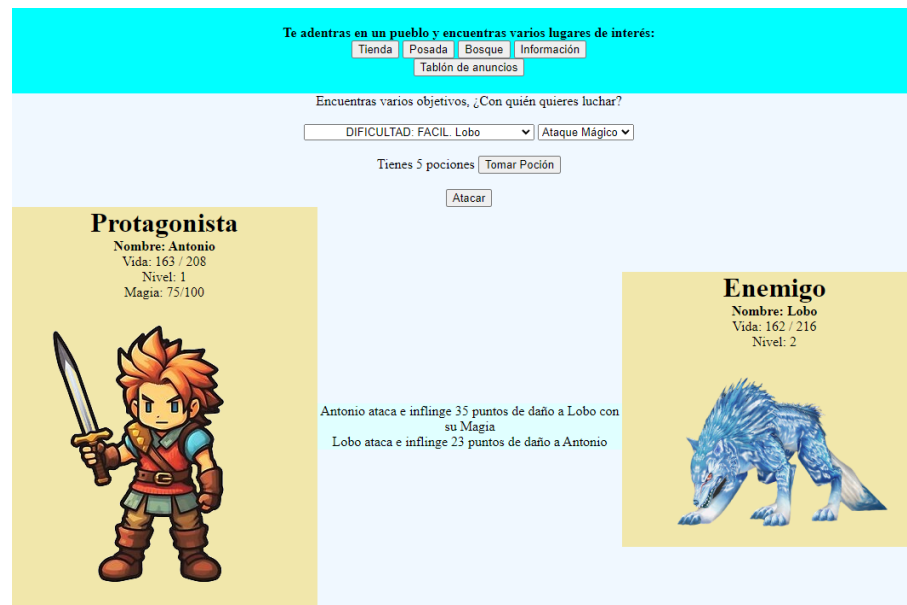 Te adentras en un pueblo y encuentras varios lugares de interés:
Tienda Posada Bosque Información
Tablón de anuncios
Encuentras varios objetivos, ¿Con quién quieres luchar?
DIFICULTAD: FACIL. Lobo Ataque Mágico
Tienes 5 pociones Tomar Poción
Atacar
Protagonista
Nombre: Antonio
Vida: 163 / 208
Nivel: 1
Magia: 75/100
Antonio ataca e inflinge 35 puntos de daño a Lobo con
su Magia
Lobo ataca e inflinge 23 puntos de daño a Antonio
Enemigo
Nombre: Lobo
Vida: 162 / 216
Nivel: 2